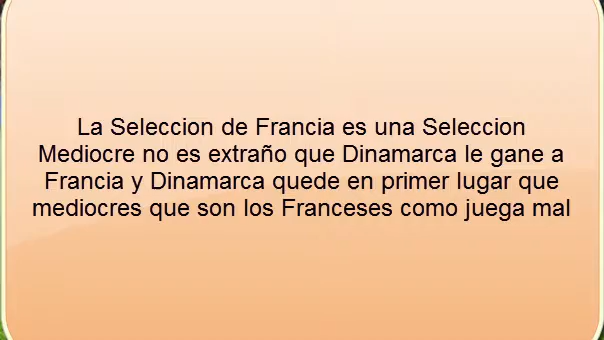 La Seleccion de Francia es una Seleccion
Mediocre no es extraño que Dinamarca le gane a
Francia y Dinamarca quede en primer lugar que
mediocres que son los Franceses como juega mal